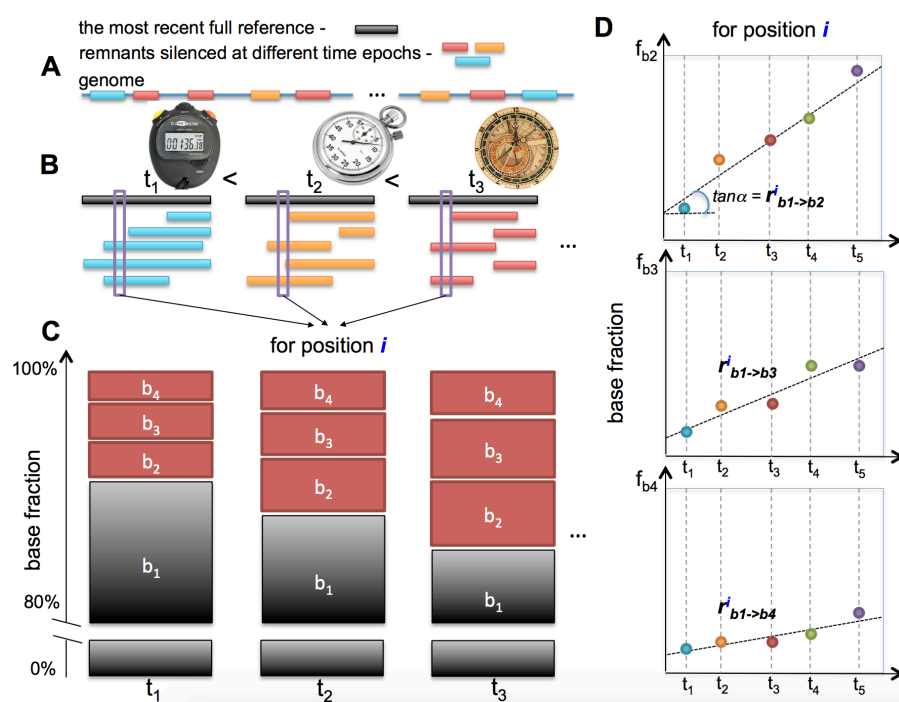 the most recent full reference -
remnants silenced at different time epochs -
A
genome
...
B
00:136.38
t1 < t2 < t3
...
C
for position i
100%
base fraction
80%
0%
b4 b4 b4
b3 b3 b3
b2 b2 b2
b1 b1 b1
...
t1 t2 t3
D
for position i
fb2
tanα = r^i b1->b2
t1 t2 t3 t4 t5
fb3
base fraction
r^i b1->b3
t1 t2 t3 t4 t5
fb4
r^i b1->b4
t1 t2 t3 t4 t5